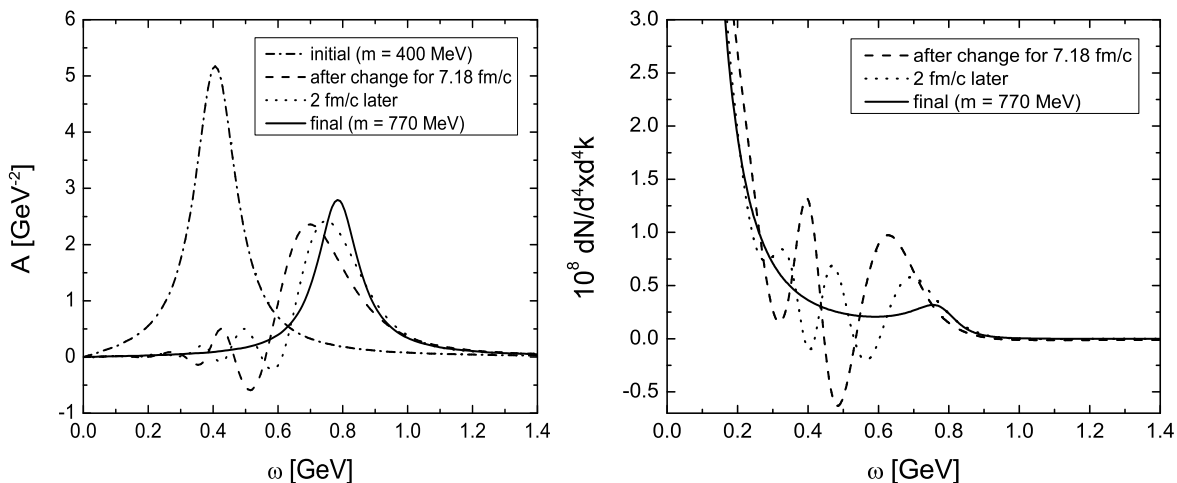 6
5
4
3
2
1
0
-1
A [GeV⁻²]
initial (m = 400 MeV)
after change for 7.18 fm/c
2 fm/c later
final (m = 770 MeV)
0.0 0.2 0.4 0.6 0.8 1.0 1.2 1.4
ω [GeV]
3.0
2.5
2.0
1.5
1.0
0.5
0.0
-0.5
10⁸ dN/d⁴xd⁴k
after change for 7.18 fm/c
2 fm/c later
final (m = 770 MeV)
0.0 0.2 0.4 0.6 0.8 1.0 1.2 1.4
ω [GeV]